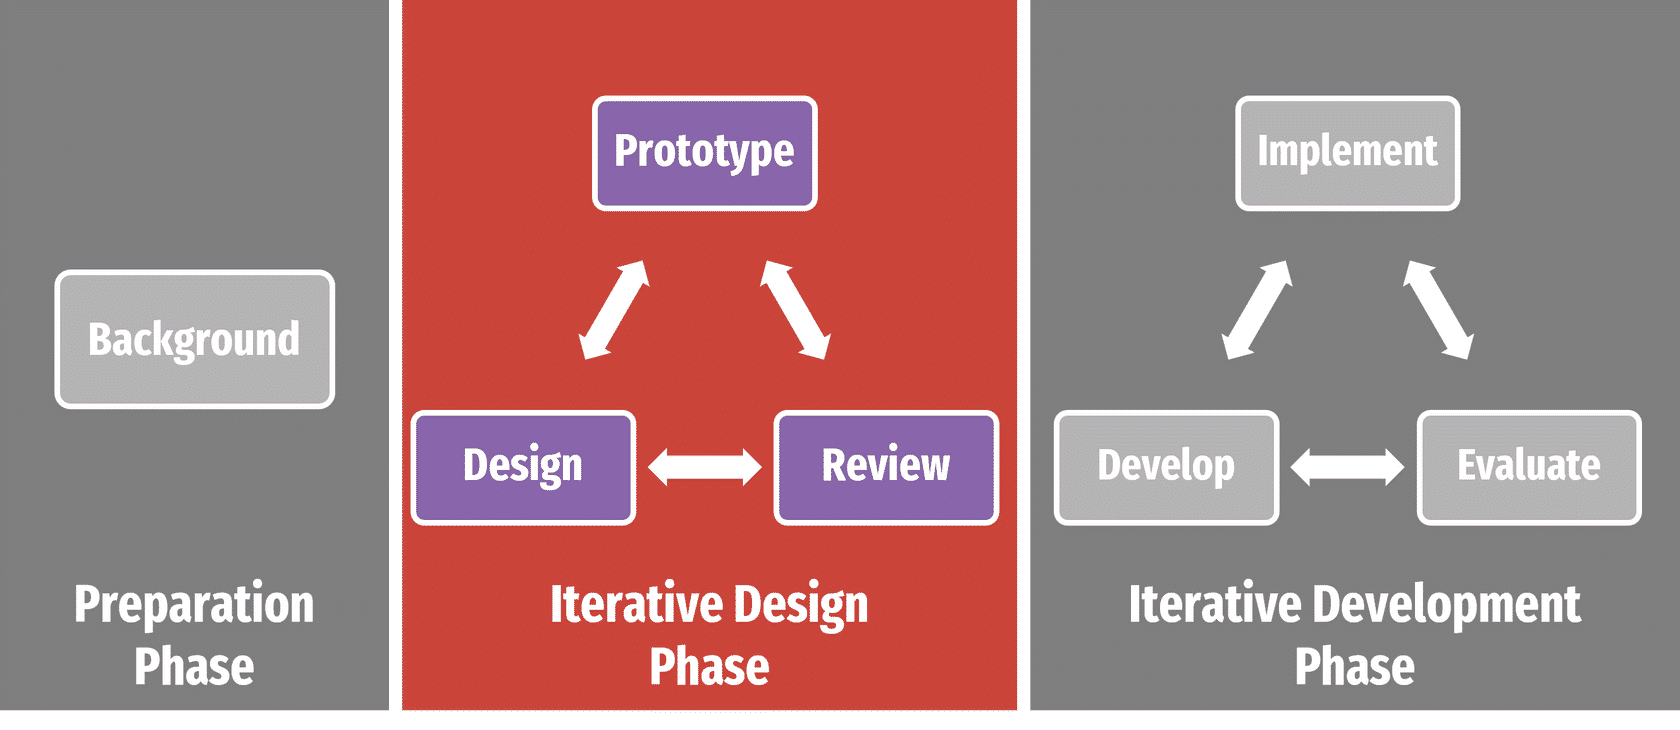 Background
Preparation
Phase
Prototype
Design
Review
Iterative Design
Phase
Implement
Develop
Evaluate
Iterative Development
Phase